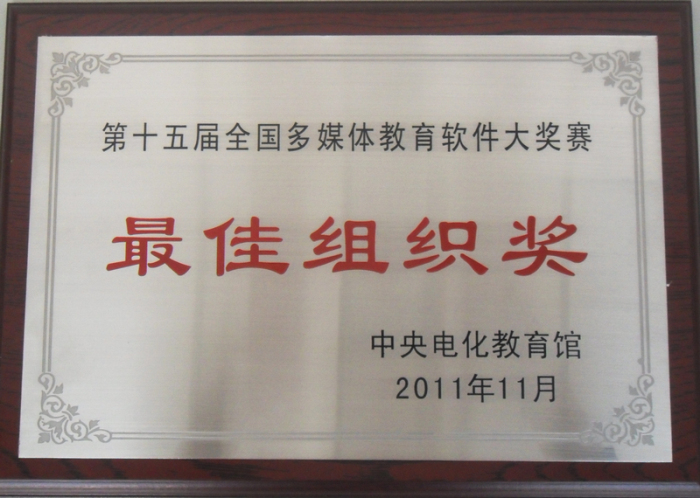 第十五届全国多媒体教育软件大奖赛
最佳组织奖
中央电化教育馆
2011年11月